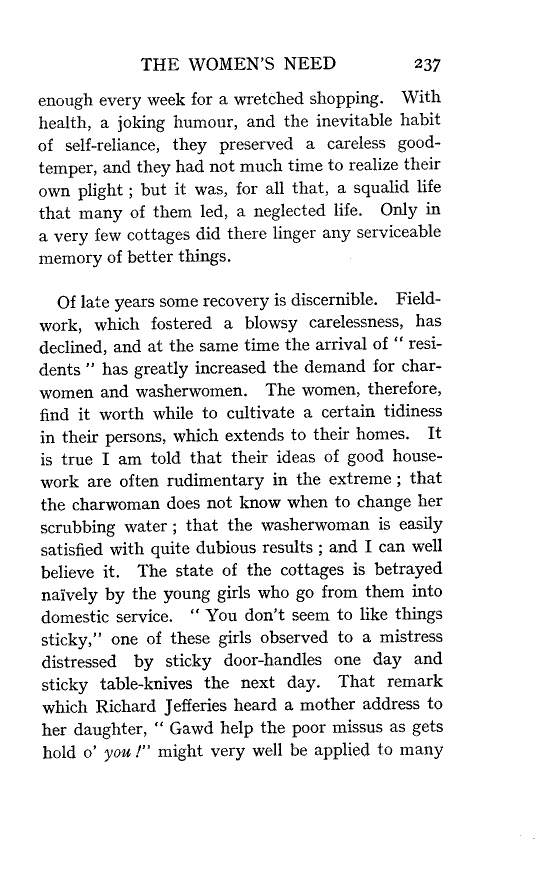 THE WOMEN'S NEED 237
enough every week for a wretched shopping. With
health, a joking humour, and the inevitable habit
of self-reliance, they preserved a careless good-
temper, and they had not much time to realize their
own plight ; but it was, for all that, a squalid life
that many of them led, a neglected life. Only in
a very few cottages did there linger any serviceable
memory of better things.
Of late years some recovery is discernible. Field-
work, which fostered a blowsy carelessness, has
declined, and at the same time the arrival of " resi-
dents " has greatly increased the demand for char-
women and washerwomen. The women, therefore,
find it worth while to cultivate a certain tidiness
in their persons, which extends to their homes. It
is true I am told that their ideas of good house-
work are often rudimentary in the extreme ; that
the charwoman does not know when to change her
scrubbing water ; that the washerwoman is easily
satisfied with quite dubious results ; and I can well
believe it. The state of the cottages is betrayed
naïvely by the young girls who go from them into
domestic service. " You don't seem to like things
sticky," one of these girls observed to a mistress
distressed by sticky door-handles one day and
sticky table-knives the next day. That remark
which Richard Jefferies heard a mother address to
her daughter, " Gawd help the poor missus as gets
hold o' you !" might very well be applied to many